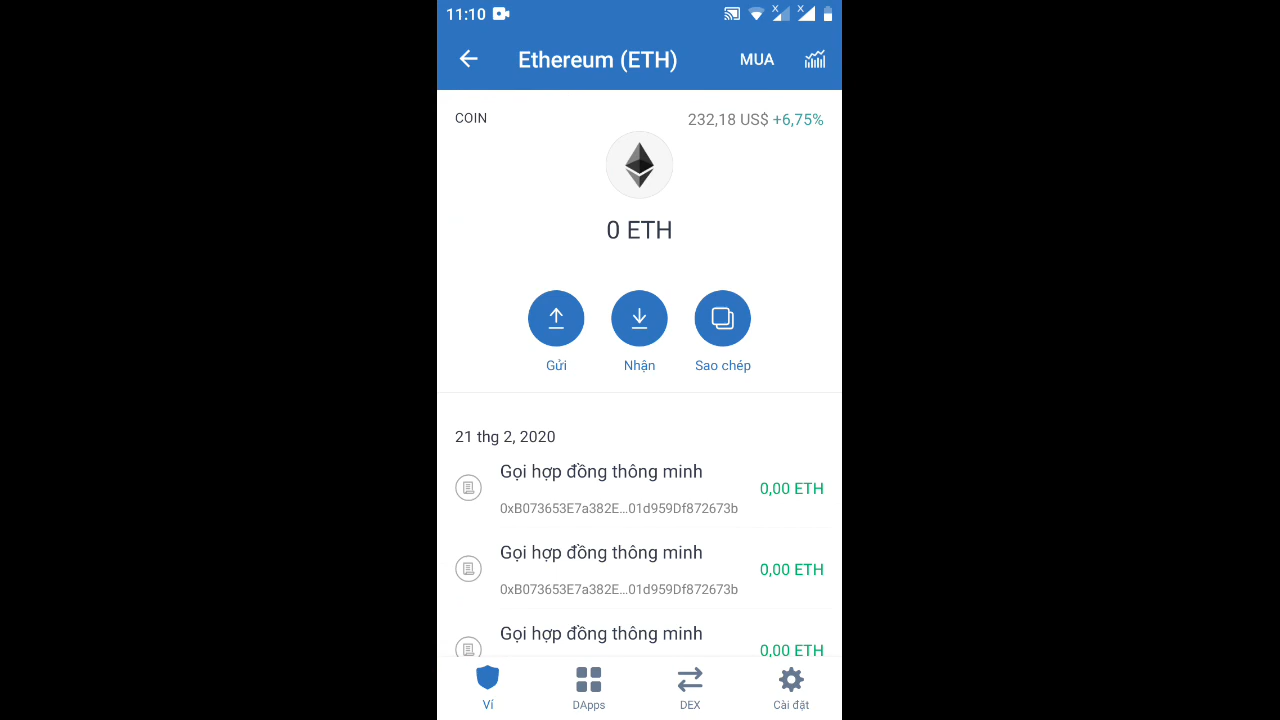 11:10
Ethereum (ETH)
MUA
COIN
232,18 US$ +6,75%
0 ETH
Gửi
Nhận
Sao chép
21 thg 2, 2020
Gọi hợp đồng thông minh
0,00 ETH
0xB073653E7a382E...01d959Df872673b
Gọi hợp đồng thông minh
0,00 ETH
0xB073653E7a382E...01d959Df872673b
Gọi hợp đồng thông minh
0,00 ETH
Ví
DApps
DEX
Cài đặt